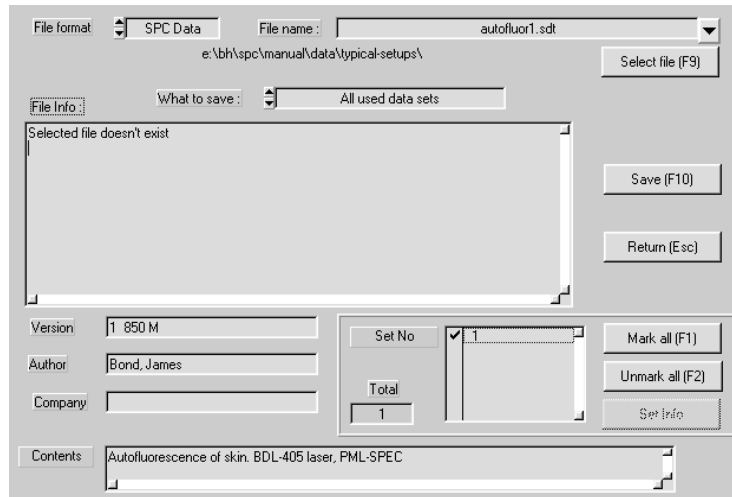 File format SPC Data File name : autofluor1.sdt
e:\bh\spc\manual\data\typical-setups\
Select file (F9)
What to save : All used data sets
File Info :
Selected file doesn't exist
Save (F10)
Return (Esc)
Version 1 850 M
Set No 1
Mark all (F1)
Author Bond, James
Unmark all (F2)
Total
Company
1
Set Info
Contents Autofluorescence of skin. BDL-405 laser, PML-SPEC